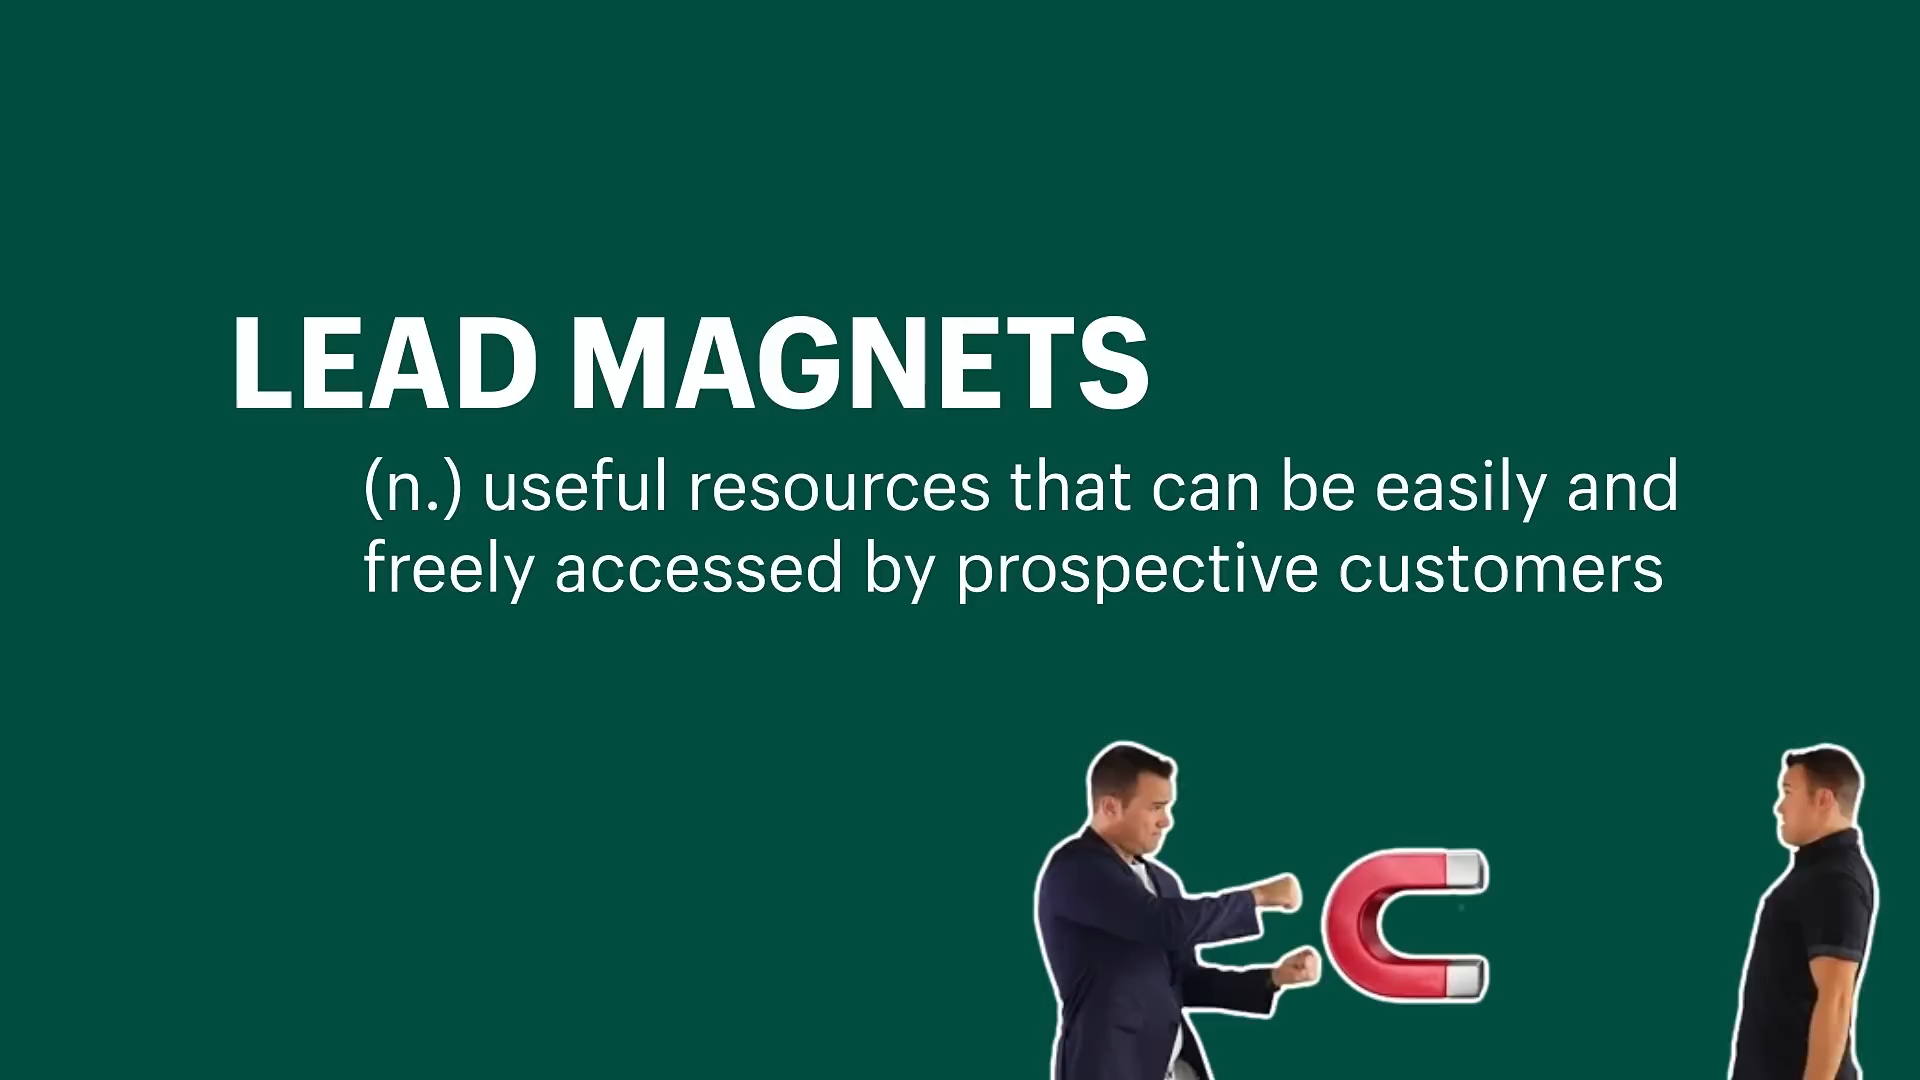 LEAD MAGNETS
(n.) useful resources that can be easily and
freely accessed by prospective customers